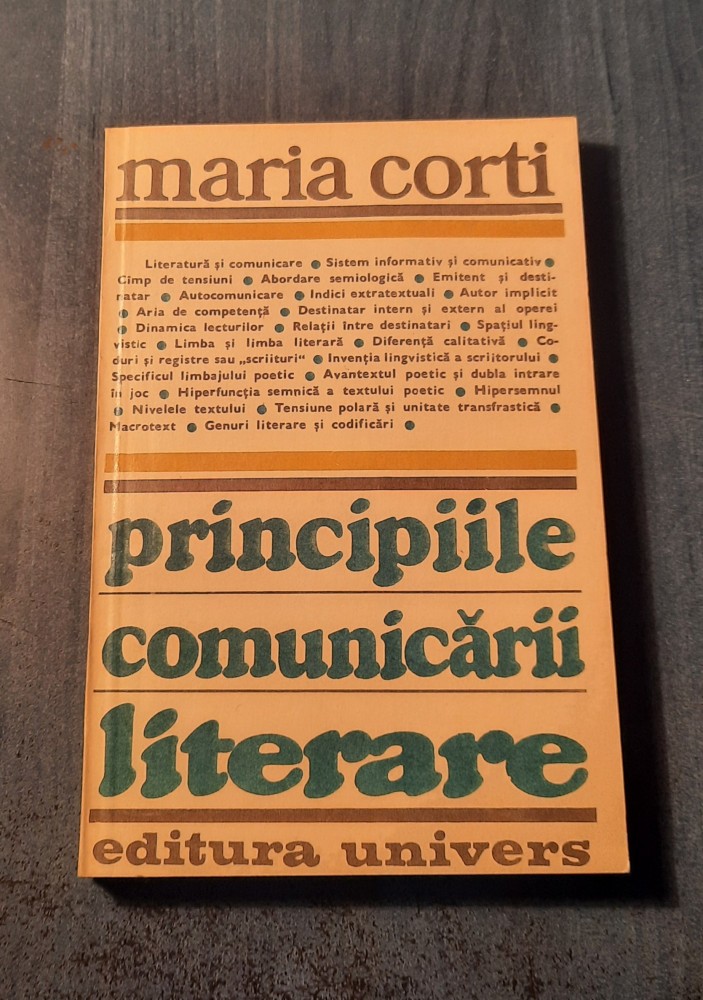 maria corti
Literatură și comunicare ● Sistem informativ și comunicativ ●
Cîmp de tensiuni ● Abordare semiologică ● Emitent și desti-
natar ● Autocomunicare ● Indici extratextuali ● Autor implicit
● Aria de competență ● Destinatar intern și extern al operei
● Dinamica lecturilor ● Relații între destinatari ● Spațiul ling-
vistic ● Limba și limba literară ● Diferență calitativă ● Co-
duri și registre sau „scriituri“ ● Invenția lingvistică a scriitorului ●
Specificul limbajului poetic ● Avantextul poetic și dubla intrare
în joc ● Hiperfuncția semnică a textului poetic ● Hipersemnul
● Nivelele textului ● Tensiune polară și unitate transfrastică ●
Macrotext ● Genuri literare și codificări ●
principiile
comunicării
literare
editura univers